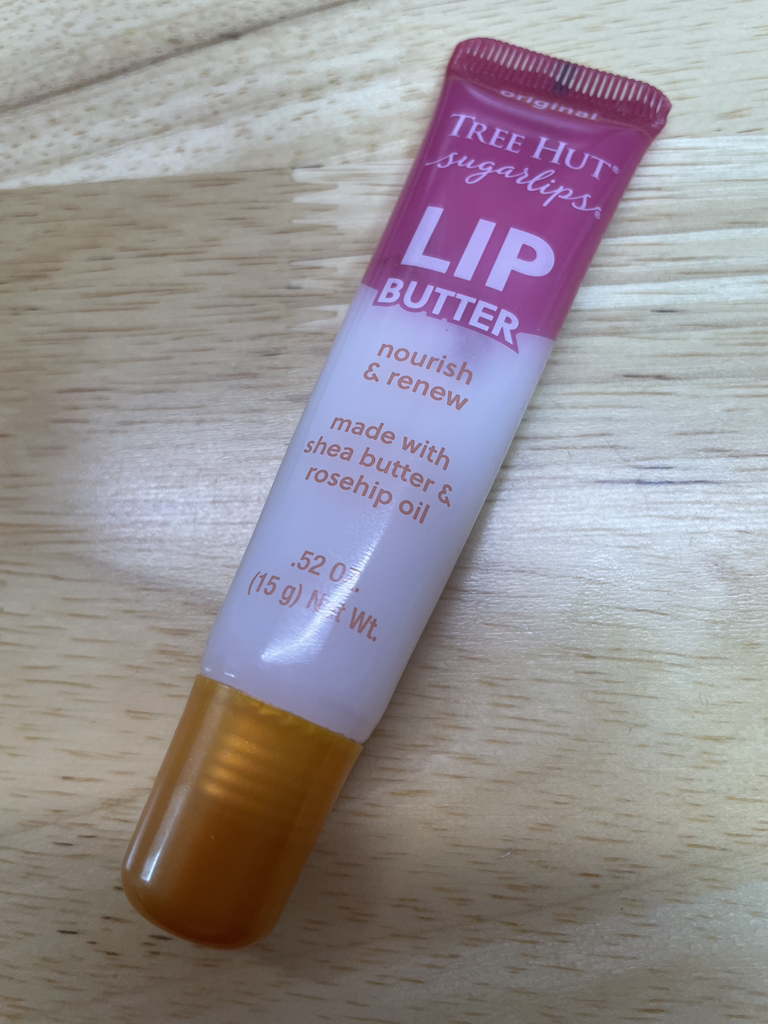 original
TREE HUT®
sugarlips®
LIP
BUTTER
nourish
& renew
made with
shea butter &
rosehip oil
.52 Oz.
(15 g) Net Wt.